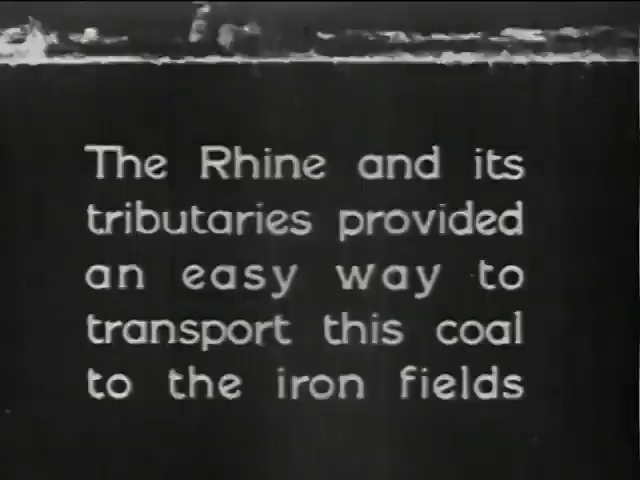 The Rhine and its
tributaries provided
an easy way to
transport this coal
to the iron fields